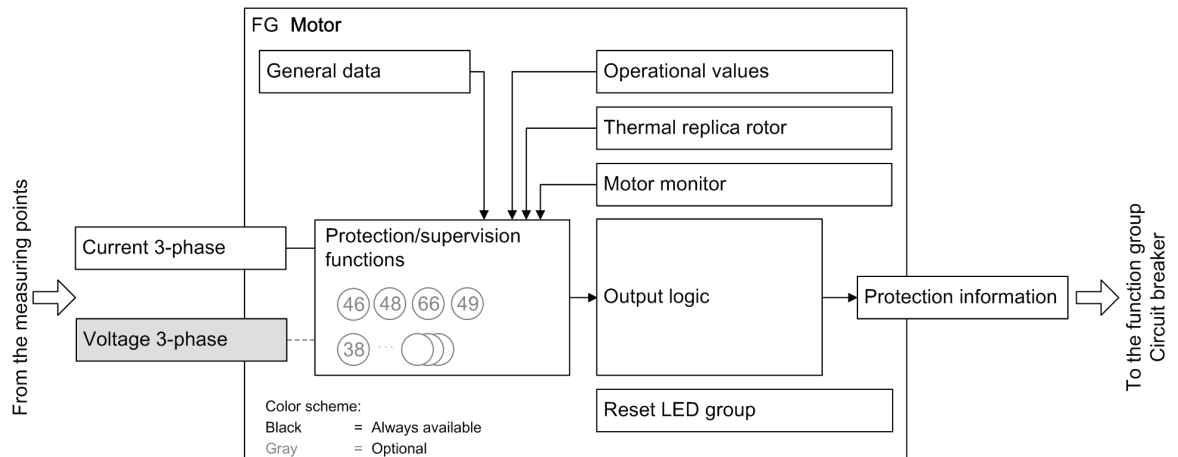 FG Motor
General data
Operational values
Thermal replica rotor
Motor monitor
From the measuring points
Current 3-phase
Voltage 3-phase
Protection/supervision
functions
46 48 66 49
38 ...
Output logic
Protection information
To the function group
Circuit breaker
Reset LED group
Color scheme:
Black = Always available
Gray = Optional